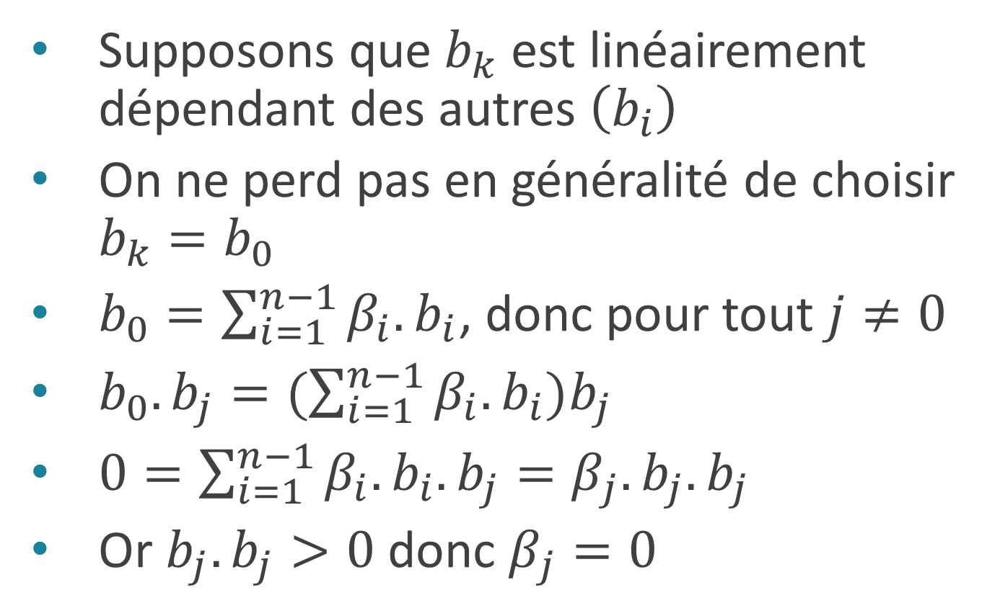 • Supposons que $b_k$ est linéairement
dépendant des autres $(b_i)$
• On ne perd pas en généralité de choisir
$b_k = b_0$
• $b_0 = \sum_{i=1}^{n-1} \beta_i . b_i$, donc pour tout $j \neq 0$
• $b_0 . b_j = (\sum_{i=1}^{n-1} \beta_i . b_i) b_j$
• $0 = \sum_{i=1}^{n-1} \beta_i . b_i . b_j = \beta_j . b_j . b_j$
• Or $b_j . b_j > 0$ donc $\beta_j = 0$